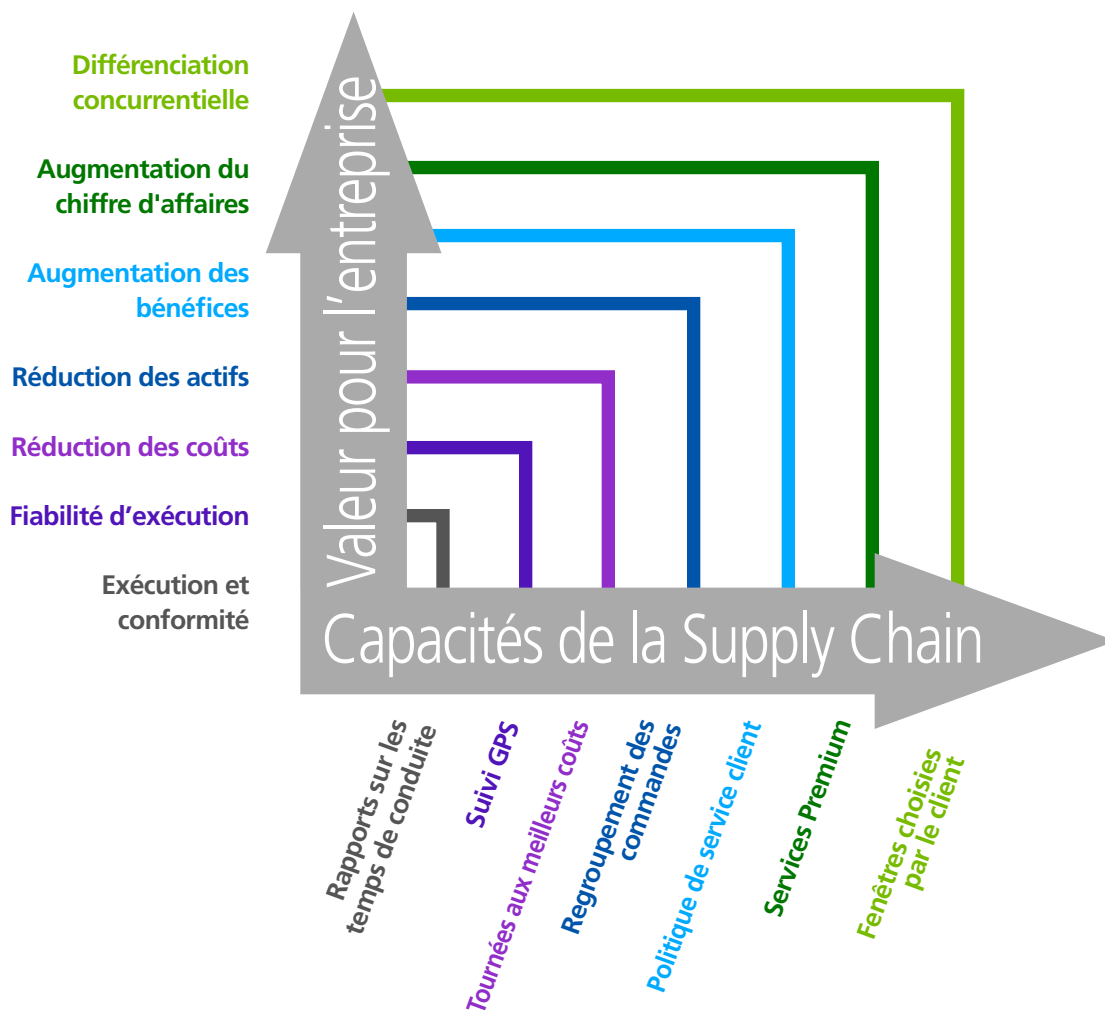 Différenciation
concurrentielle
Augmentation du
chiffre d'affaires
Augmentation des
bénéfices
Réduction des actifs
Réduction des coûts
Fiabilité d’exécution
Exécution et
conformité
Valeur pour l’entreprise
Capacités de la Supply Chain
Rapports sur les
temps de conduite
Suivi GPS
Tournées aux meilleurs coûts
Regroupement des
commandes
Politique de service client
Services Premium
Fenêtres choisies
par le client